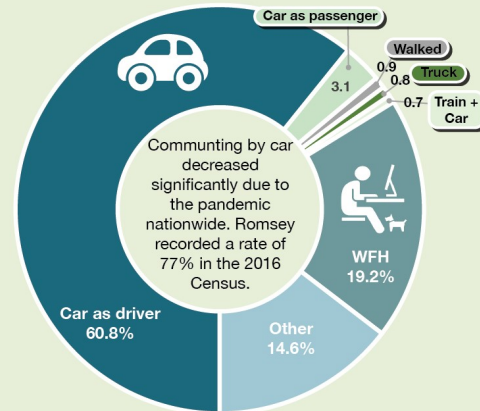 Car as passenger
Walked
0.9
Truck
0.8
3.1
0.7
Train +
Car
Communting by car
decreased
significantly due to
the pandemic
nationwide. Romsey
recorded a rate of
77% in the 2016
Census.
WFH
19.2%
Car as driver
60.8%
Other
14.6%